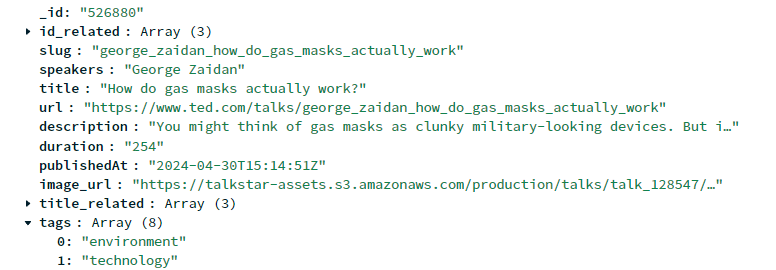 _id: "526880"
id_related: Array (3)
slug: "george_zaidan_how_do_gas_masks_actually_work"
speakers: "George Zaidan"
title: "How do gas masks actually work?"
url: "https://www.ted.com/talks/george_zaidan_how_do_gas_masks_actually_work"
description: "You might think of gas masks as clunky military-looking devices. But i…"
duration: "254"
publishedAt: "2024-04-30T15:14:51Z"
image_url: "https://talkstar-assets.s3.amazonaws.com/production/talks/talk_128547/…"
title_related: Array (3)
tags: Array (8)
0: "environment"
1: "technology"